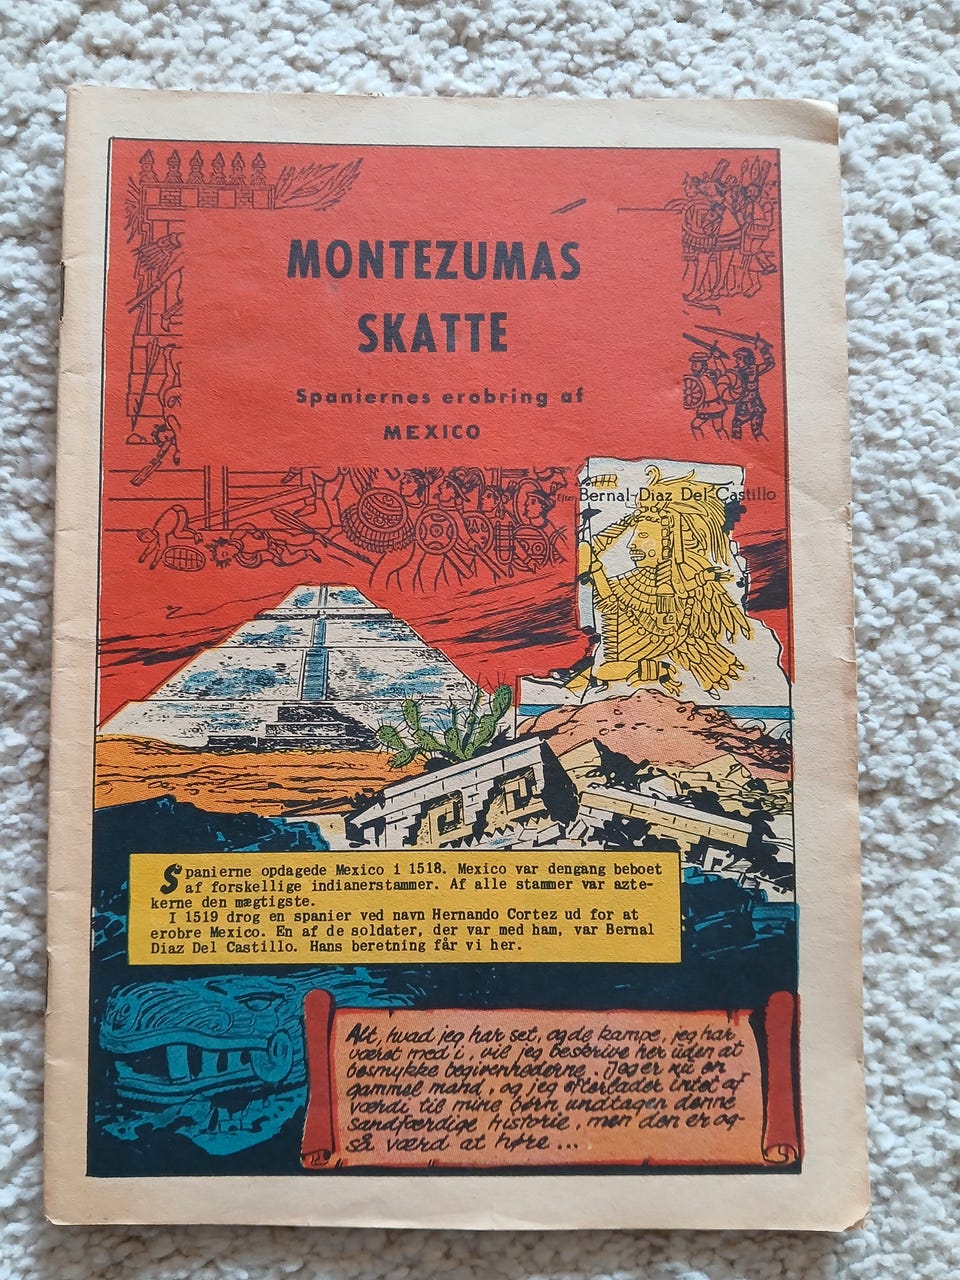 MONTEZUMAS
SKATTE
Spaniernes erobring af
MEXICO
Efter Bernal Diaz Del Castillo
Spanierne opdagede Mexico i 1518. Mexico var dengang beboet
af forskellige indianerstammer. Af alle stammer var azte-
kerne den mægtigste.
I 1519 drog en spanier ved navn Hernando Cortez ud for at
erobre Mexico. En af de soldater, der var med ham, var Bernal
Diaz Del Castillo. Hans beretning får vi her.
Alt, hvad jeg har set, og de kampe, jeg har
været med i, vil jeg beskrive her uden at
besmykke begivenhederne. Jeg er nu en
gammel mand, og jeg efterlader intet af
værdi til mine børn undtagen denne
sandfærdige historie, men den er og-
så værd at høre...